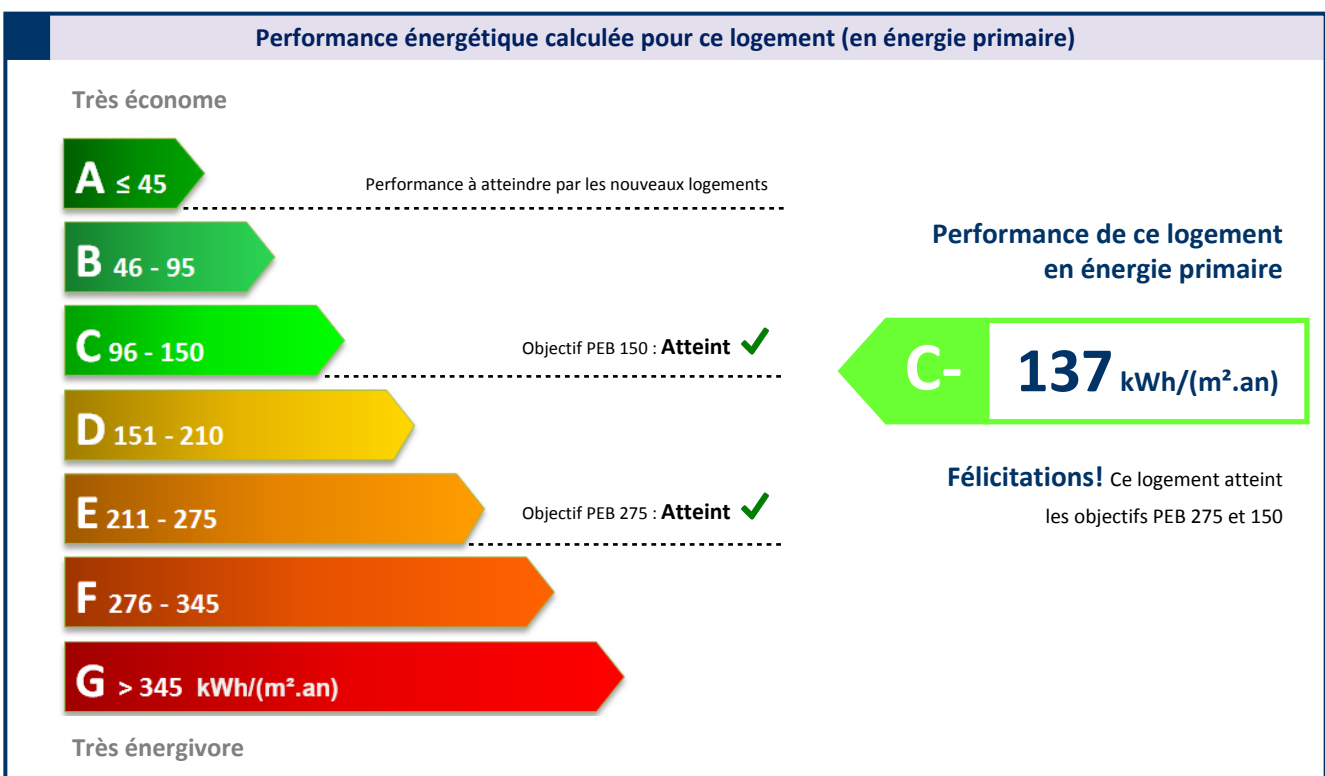 Performance énergétique calculée pour ce logement (en énergie primaire)
Très économe
A ≤ 45
Performance à atteindre par les nouveaux logements
B 46 - 95
C 96 - 150
Objectif PEB 150 : Atteint
D 151 - 210
E 211 - 275
Objectif PEB 275 : Atteint
F 276 - 345
G > 345 kWh/(m².an)
Très énergivore
Performance de ce logement
en énergie primaire
C-
137 kWh/(m².an)
Félicitations! Ce logement atteint
les objectifs PEB 275 et 150